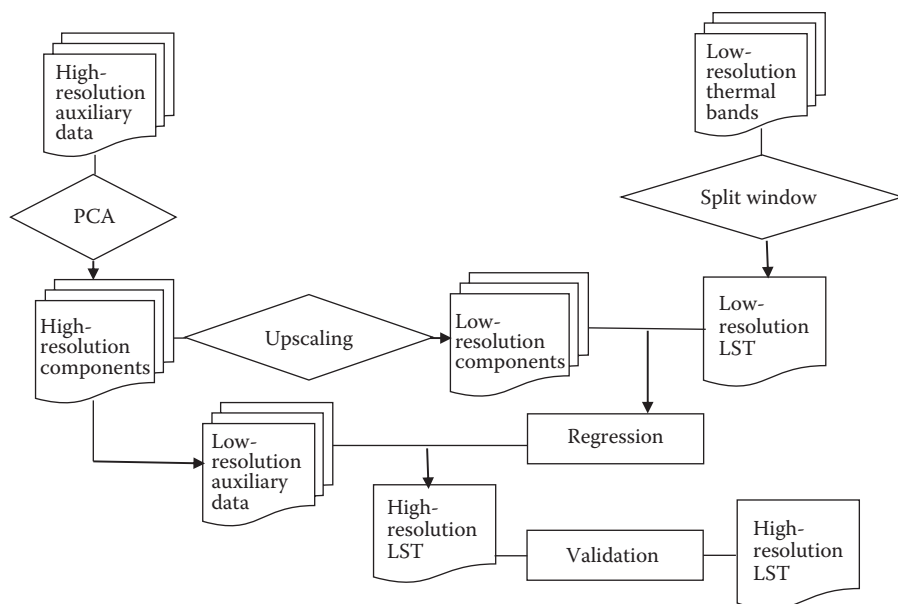 High-
resolution
auxiliary
data
Low-
resolution
thermal
bands
PCA
Split window
High-
resolution
components
Upscaling
Low-
resolution
components
Low-
resolution
LST
Low-
resolution
auxiliary
data
Regression
High-
resolution
LST
Validation
High-
resolution
LST